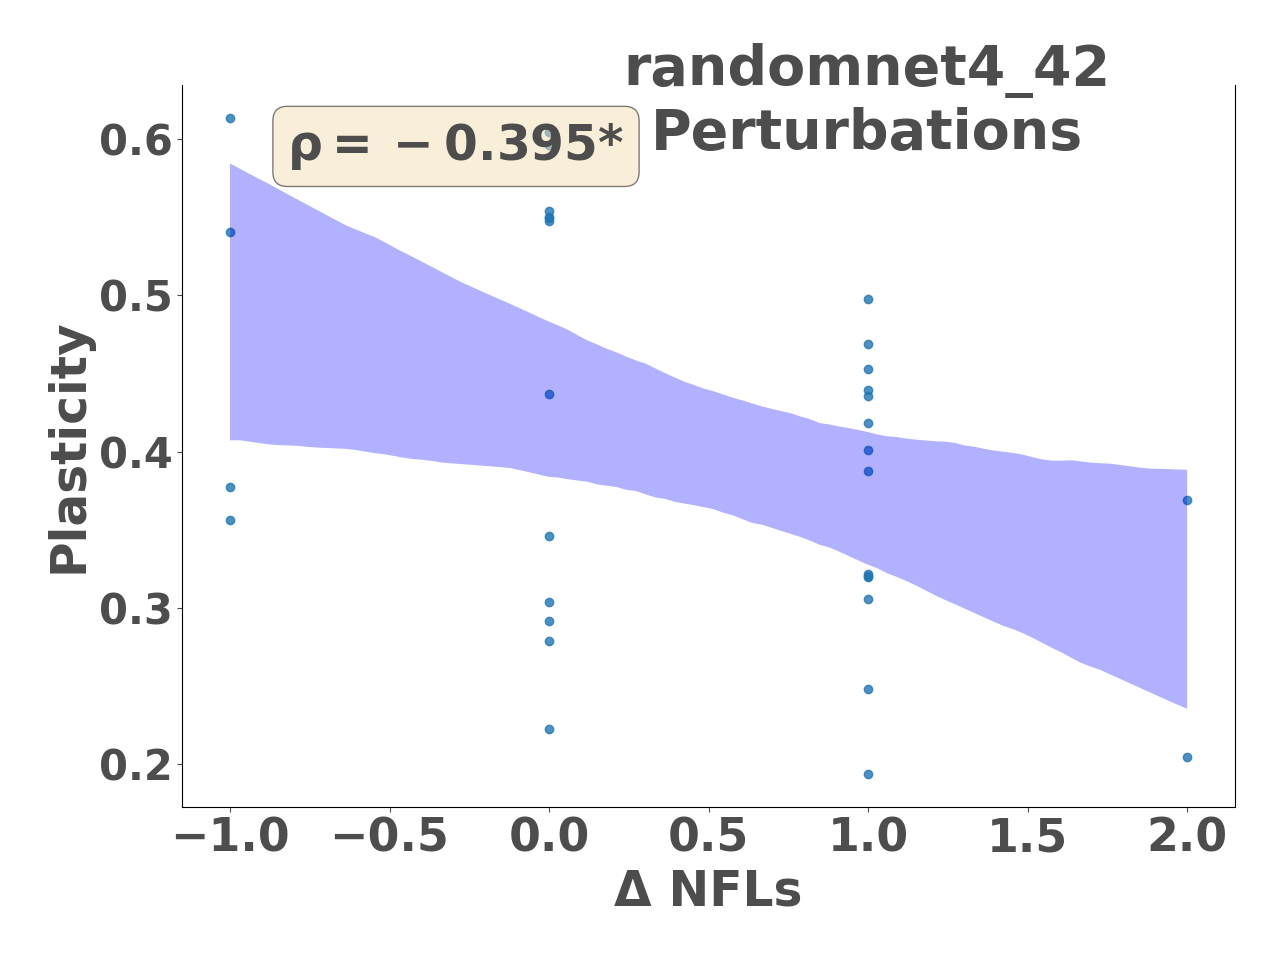 randomnet4_42
Perturbations
ρ = − 0.395*
Plasticity
0.6
0.5
0.4
0.3
0.2
−1.0 −0.5 0.0 0.5 1.0 1.5 2.0
Δ NFLs